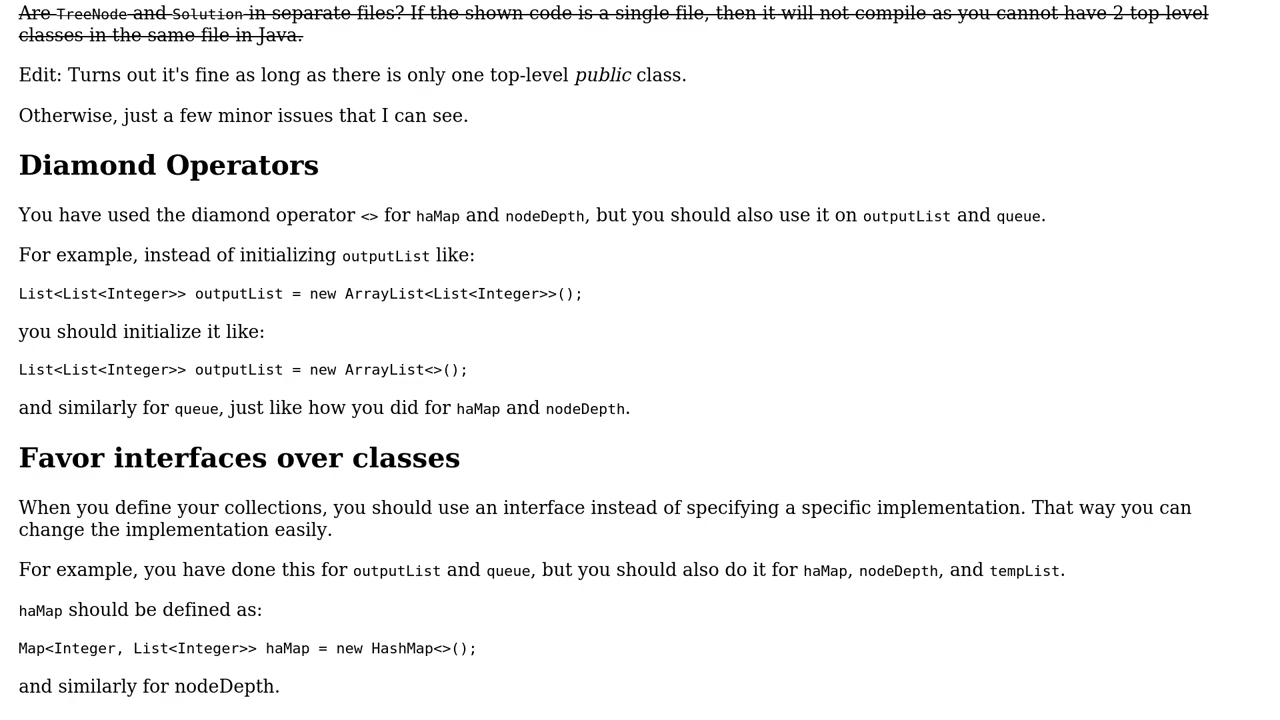 Are TreeNode and Solution in separate files? If the shown code is a single file, then it will not compile as you cannot have 2 top level
classes in the same file in Java.
Edit: Turns out it's fine as long as there is only one top-level public class.
Otherwise, just a few minor issues that I can see.
Diamond Operators
You have used the diamond operator <> for haMap and nodeDepth, but you should also use it on outputList and queue.
For example, instead of initializing outputList like:
List<List<Integer>> outputList = new ArrayList<List<Integer>>();
you should initialize it like:
List<List<Integer>> outputList = new ArrayList<>();
and similarly for queue, just like how you did for haMap and nodeDepth.
Favor interfaces over classes
When you define your collections, you should use an interface instead of specifying a specific implementation. That way you can
change the implementation easily.
For example, you have done this for outputList and queue, but you should also do it for haMap, nodeDepth, and tempList.
haMap should be defined as:
Map<Integer, List<Integer>> haMap = new HashMap<>();
and similarly for nodeDepth.